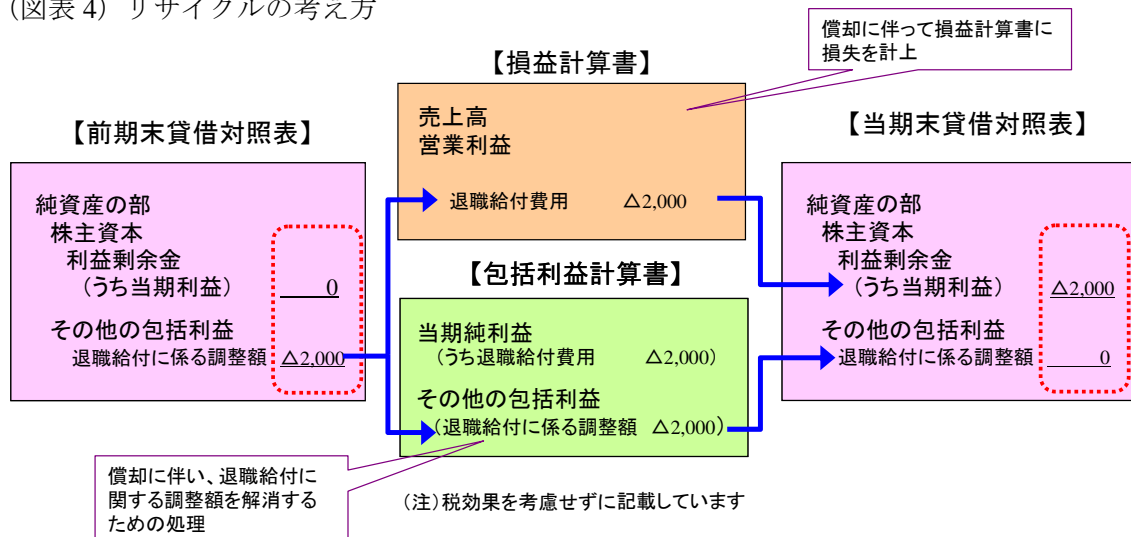 （図表 4）リサイクルの考え方
償却に伴って損益計算書に
損失を計上
【損益計算書】
売上高
営業利益
退職給付費用 △2,000
【前期末貸借対照表】
純資産の部
株主資本
利益剰余金
（うち当期利益） 0
その他の包括利益
退職給付に係る調整額 △2,000
【包括利益計算書】
当期純利益
（うち退職給付費用 △2,000）
その他の包括利益
（退職給付に係る調整額 △2,000）
【当期末貸借対照表】
純資産の部
株主資本
利益剰余金
（うち当期利益） △2,000
その他の包括利益
退職給付に係る調整額 0
償却に伴い、退職給付に
関する調整額を解消する
ための処理
（注）税効果を考慮せずに記載しています